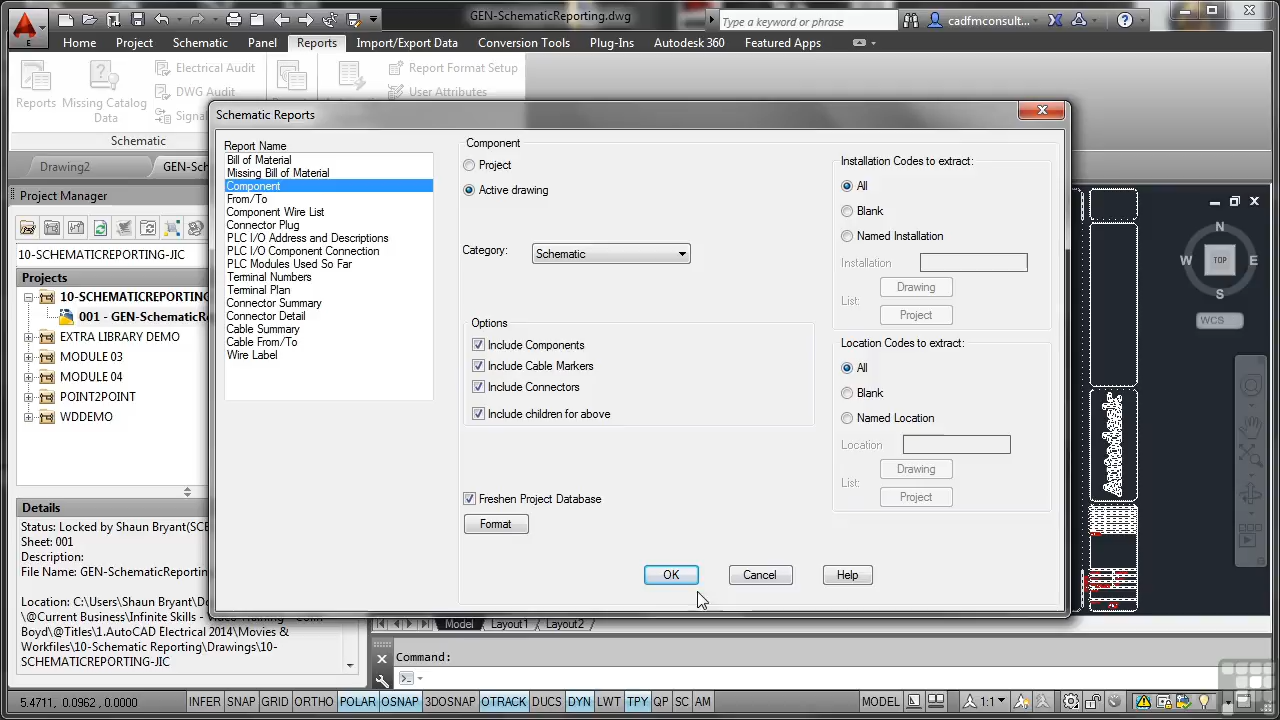 GEN-SchematicReporting.dwg
Type a keyword or phrase
cadfmconsult...
E
Home
Project
Schematic
Panel
Reports
Import/Export Data
Conversion Tools
Plug-Ins
Autodesk 360
Featured Apps
Reports
Missing Catalog
Data
Electrical Audit
DWG Audit
Signal
Report Format Setup
User Attributes
Schematic
Drawing2
GEN-Sch
Project Manager
10-SCHEMATICREPORTING-JIC
Projects
10-SCHEMATICREPORTING
001 - GEN-SchematicRe
EXTRA LIBRARY DEMO
MODULE 03
MODULE 04
POINT2POINT
WDDEMO
Details
Status: Locked by Shaun Bryant(SCE
Sheet: 001
Description:
File Name: GEN-SchematicReporting
Location: C:\Users\Shaun Bryant\De
\@Current Business\Infinite Skills -
Boyd\@Titles\1.AutoCAD Electrical 2014\Movies &
Workfiles\10-Schematic Reporting\Drawings\10-
SCHEMATICREPORTING-JIC
Schematic Reports
Report Name
Bill of Material
Missing Bill of Material
Component
From/To
Component Wire List
Connector Plug
PLC I/O Address and Descriptions
PLC I/O Component Connection
PLC Modules Used So Far
Terminal Numbers
Terminal Plan
Connector Summary
Connector Detail
Cable Summary
Cable From/To
Wire Label
Component
Project
Active drawing
Category:
Schematic
Options
Include Components
Include Cable Markers
Include Connectors
Include children for above
Freshen Project Database
Format
OK
Cancel
Help
Installation Codes to extract:
All
Blank
Named Installation
Installation
Drawing
List:
Project
Location Codes to extract:
All
Blank
Named Location
Location
Drawing
List:
Project
N
W
TOP
E
S
WCS
Autodesk
Model
Layout1
Layout2
Command:
5.4711, 0.0962, 0.0000
INFER SNAP GRID ORTHO POLAR OSNAP 3DOSNAP OTRACK DUCS DYN LWT TPY QP SC AM
MODEL
1:1